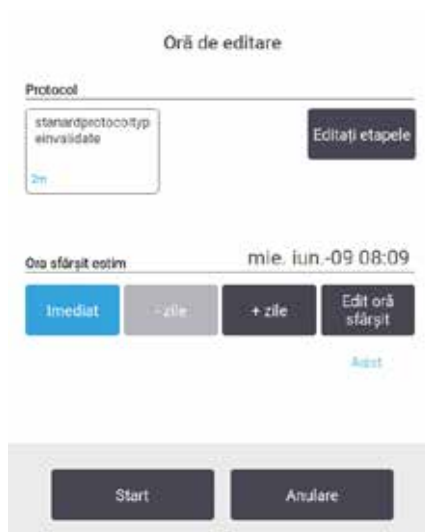 Oră de editare
Protocol
stanardprotocoltyp
einvalidate
2m
Editați etapele
Ora sfârșit estim
mie. iun.-09 08:09
Imediat
- zile
+ zile
Edit oră
sfârșit
Start
Anulare